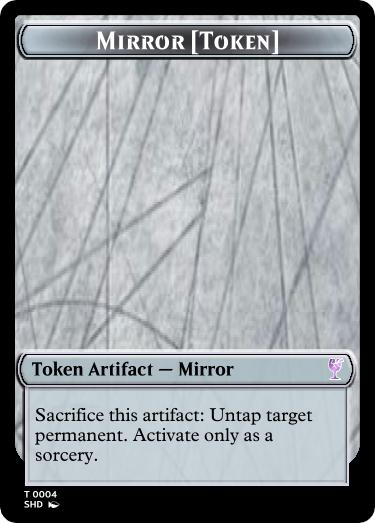 Mirror [Token]
Token Artifact — Mirror
Sacrifice this artifact: Untap target
permanent. Activate only as a
sorcery.
T 0004
SHD